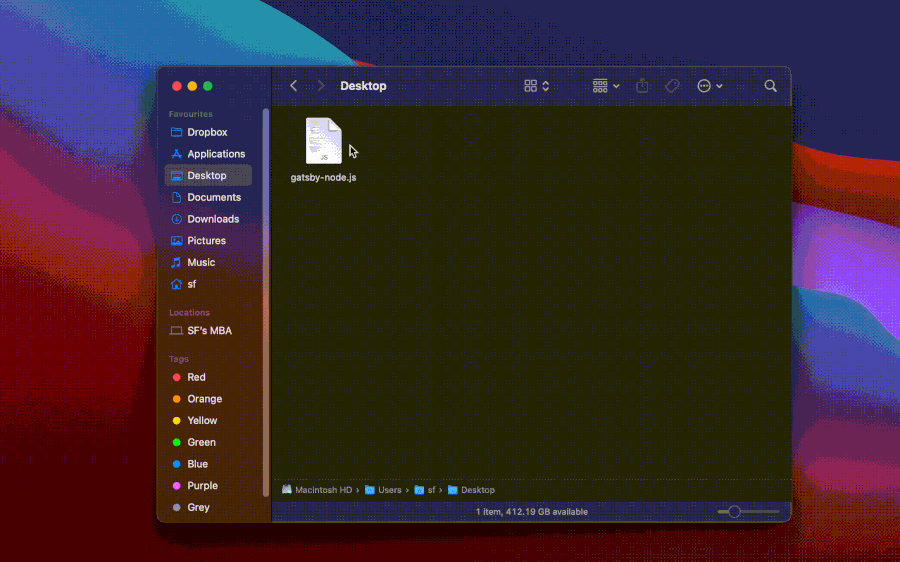 Desktop
Favourites
Dropbox
Applications
Desktop
Documents
Downloads
Pictures
Music
sf
Locations
SF's MBA
Tags
Red
Orange
Yellow
Green
Blue
Purple
Grey
JS
gatsby-node.js
Macintosh HD › Users › sf › Desktop
1 item, 412.19 GB available